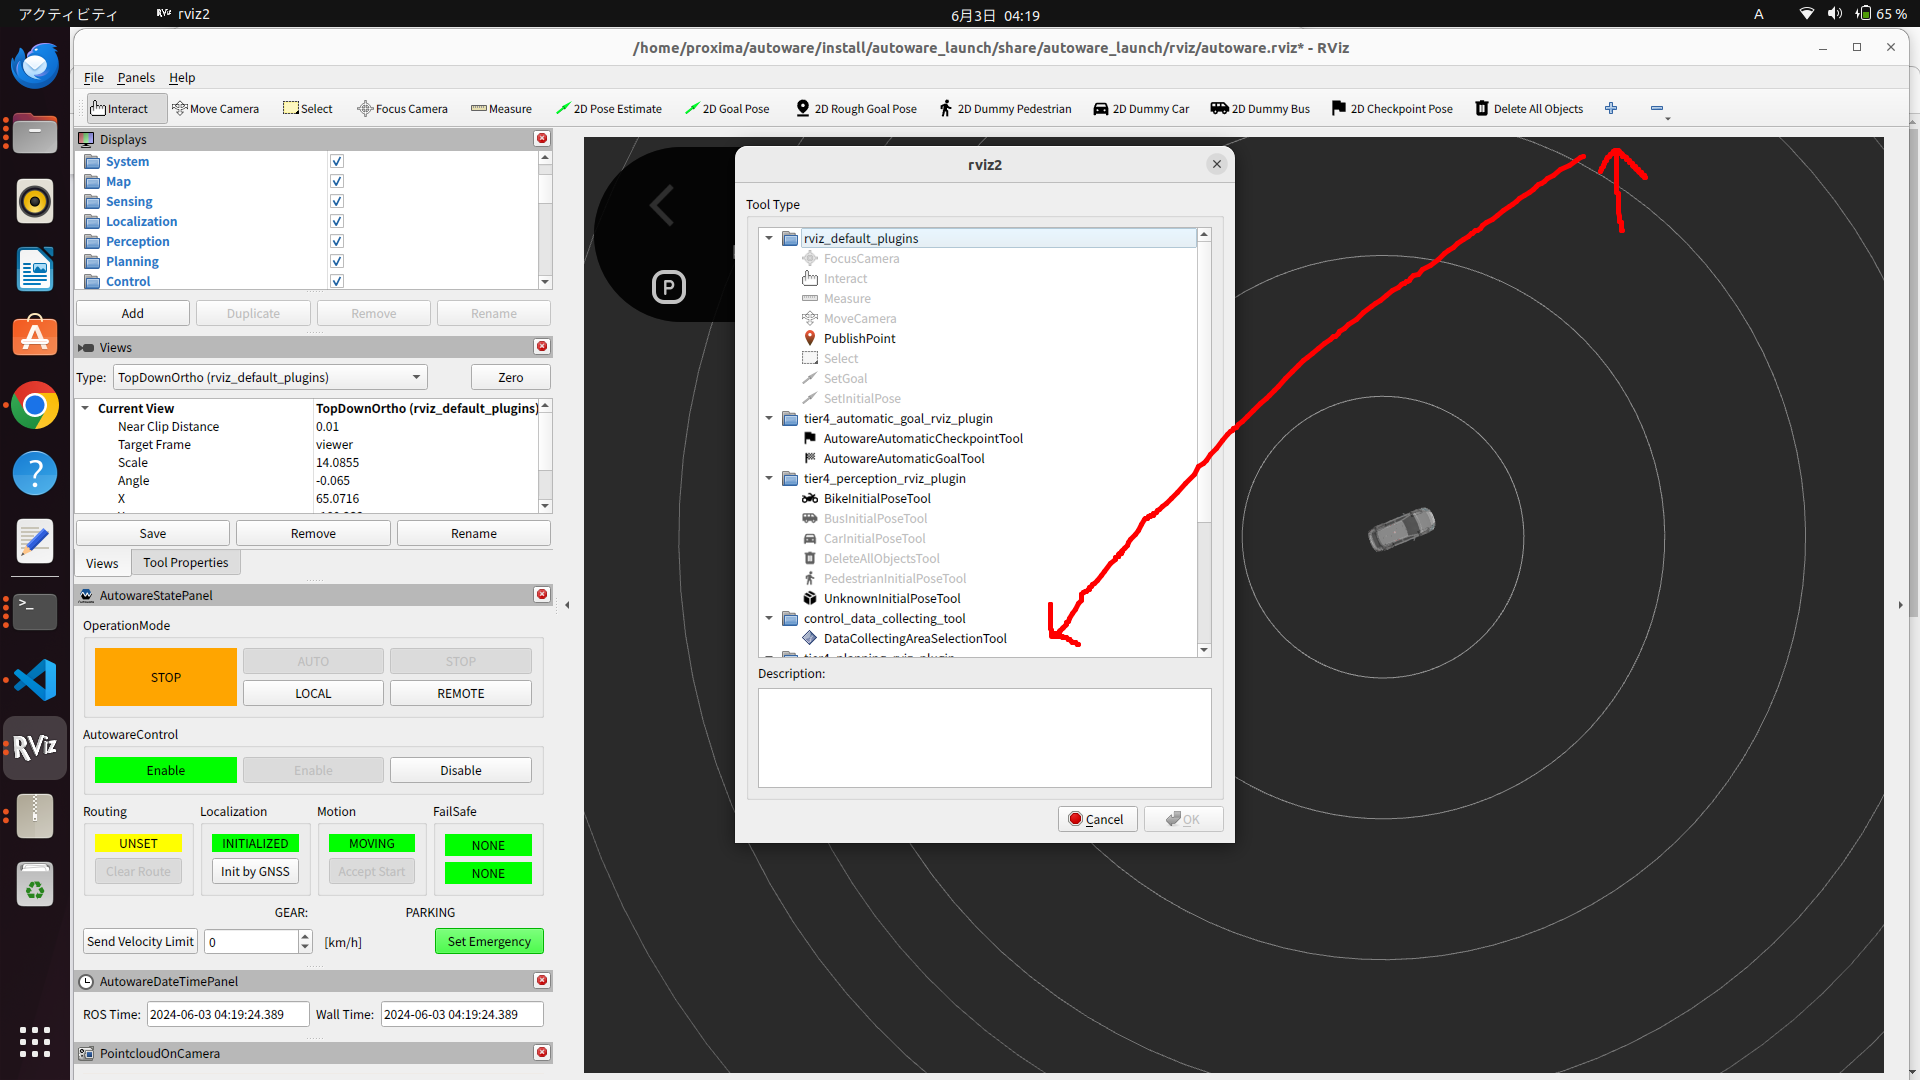 アクティビティ
RViz rviz2
6月3日 04:19
A
65 %
/home/proxima/autoware/install/autoware_launch/share/autoware_launch/rviz/autoware.rviz* - RViz
File Panels Help
Interact Move Camera Select Focus Camera Measure 2D Pose Estimate 2D Goal Pose 2D Rough Goal Pose 2D Dummy Pedestrian 2D Dummy Car 2D Dummy Bus 2D Checkpoint Pose Delete All Objects
Displays
System
Map
Sensing
Localization
Perception
Planning
Control
Add Duplicate Remove Rename
Views
Type: TopDownOrtho (rviz_default_plugins) Zero
Current View TopDownOrtho (rviz_default_plugins)
Near Clip Distance 0.01
Target Frame viewer
Scale 14.0855
Angle -0.065
X 65.0716
Save Remove Rename
Views Tool Properties
AutowareStatePanel
OperationMode
STOP AUTO STOP
LOCAL REMOTE
AutowareControl
Enable Enable Disable
Routing Localization Motion FailSafe
UNSET INITIALIZED MOVING NONE
Clear Route Init by GNSS Accept Start NONE
GEAR: PARKING
Send Velocity Limit 0 [km/h] Set Emergency
AutowareDateTimePanel
ROS Time: 2024-06-03 04:19:24.389 Wall Time: 2024-06-03 04:19:24.389
PointcloudOnCamera
RViz
P
rviz2
Tool Type
rviz_default_plugins
FocusCamera
Interact
Measure
MoveCamera
PublishPoint
Select
SetGoal
SetInitialPose
tier4_automatic_goal_rviz_plugin
AutowareAutomaticCheckpointTool
AutowareAutomaticGoalTool
tier4_perception_rviz_plugin
BikeInitialPoseTool
BusInitialPoseTool
CarInitialPoseTool
DeleteAllObjectsTool
PedestrianInitialPoseTool
UnknownInitialPoseTool
control_data_collecting_tool
DataCollectingAreaSelectionTool
tier4_planning_rviz_plugin
Description:
Cancel OK